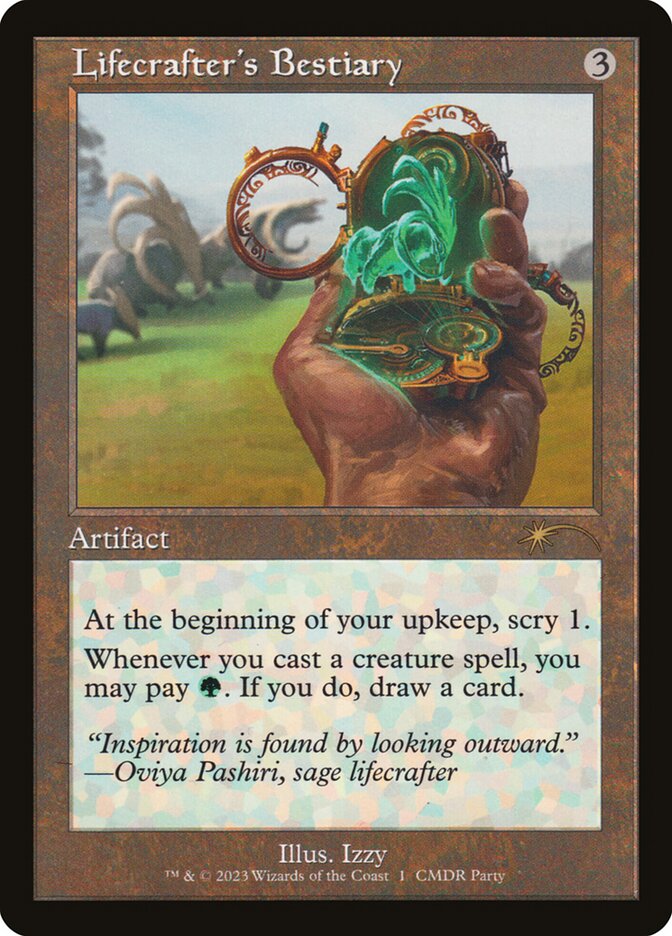 Lifecrafter's Bestiary
3
Artifact
At the beginning of your upkeep, scry 1.
Whenever you cast a creature spell, you
may pay . If you do, draw a card.
“Inspiration is found by looking outward.”
—Oviya Pashiri, sage lifecrafter
Illus. Izzy
™ & © 2023 Wizards of the Coast 1 CMDR Party